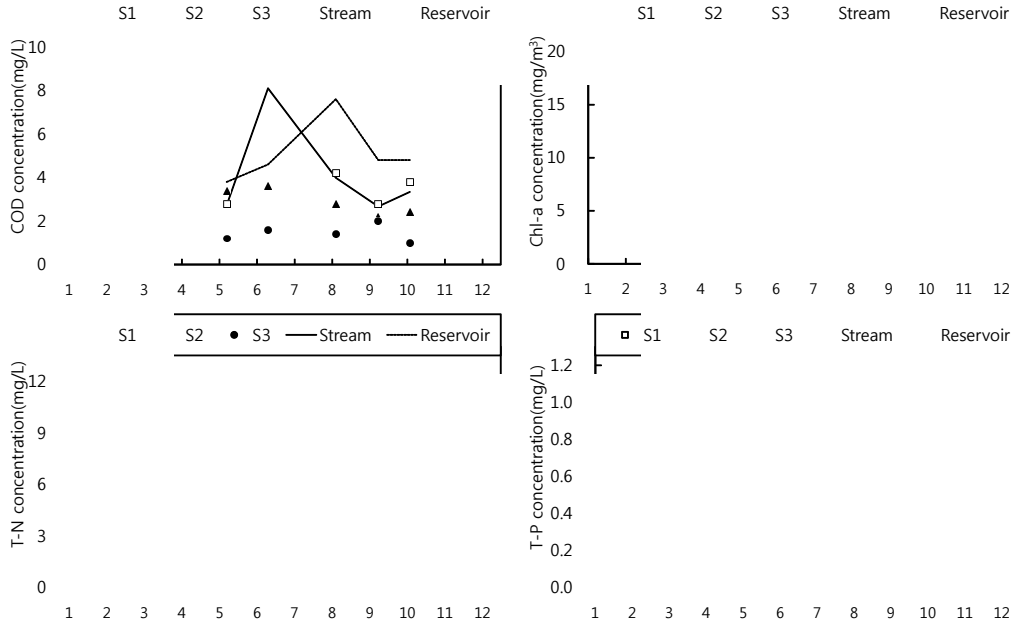 S1 S2 S3 Stream Reservoir
COD concentration(mg/L)
10
8
6
4
2
0
1 2 3 4 5 6 7 8 9 10 11 12
S1 S2 S3 Stream Reservoir
Chl-a concentration(mg/m³)
20
15
10
5
0
1 2 3 4 5 6 7 8 9 10 11 12
S1 S2 S3 Stream Reservoir
T-N concentration(mg/L)
12
9
6
3
0
1 2 3 4 5 6 7 8 9 10 11 12
S1 S2 S3 Stream Reservoir
T-P concentration(mg/L)
1.2
1.0
0.8
0.6
0.4
0.2
0.0
1 2 3 4 5 6 7 8 9 10 11 12